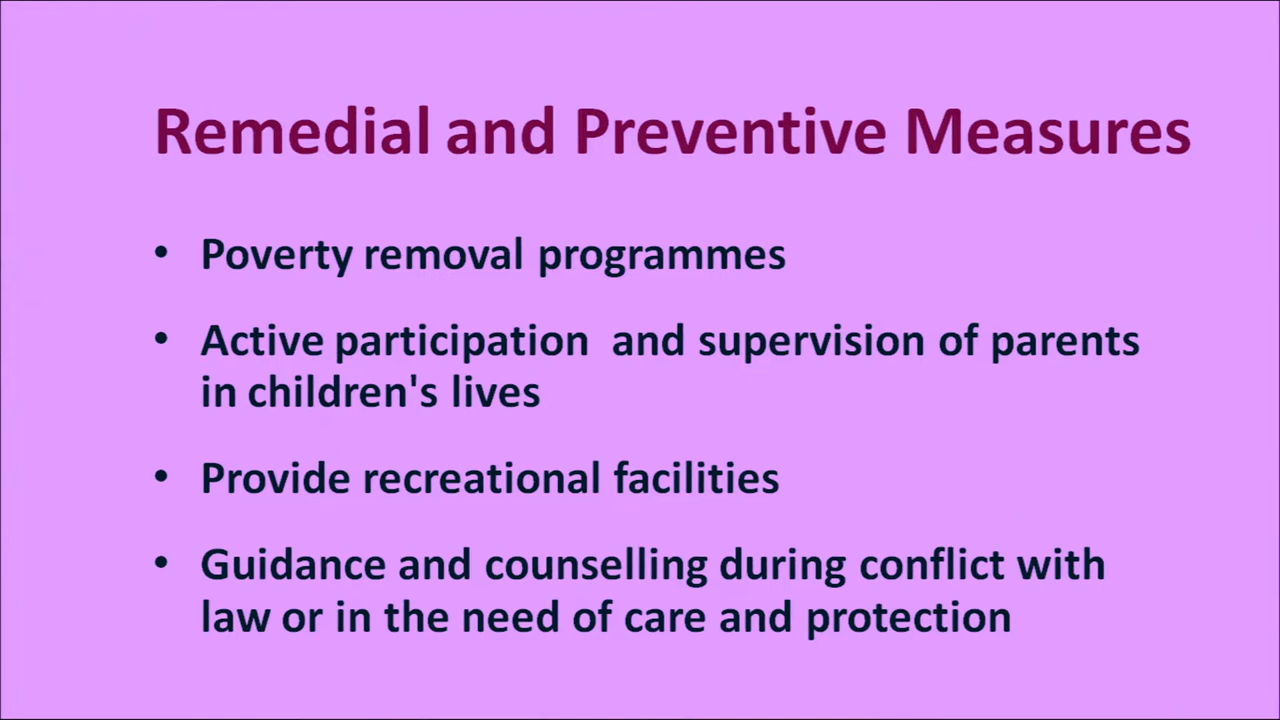 Remedial and Preventive Measures
• Poverty removal programmes
• Active participation and supervision of parents
in children's lives
• Provide recreational facilities
• Guidance and counselling during conflict with
law or in the need of care and protection